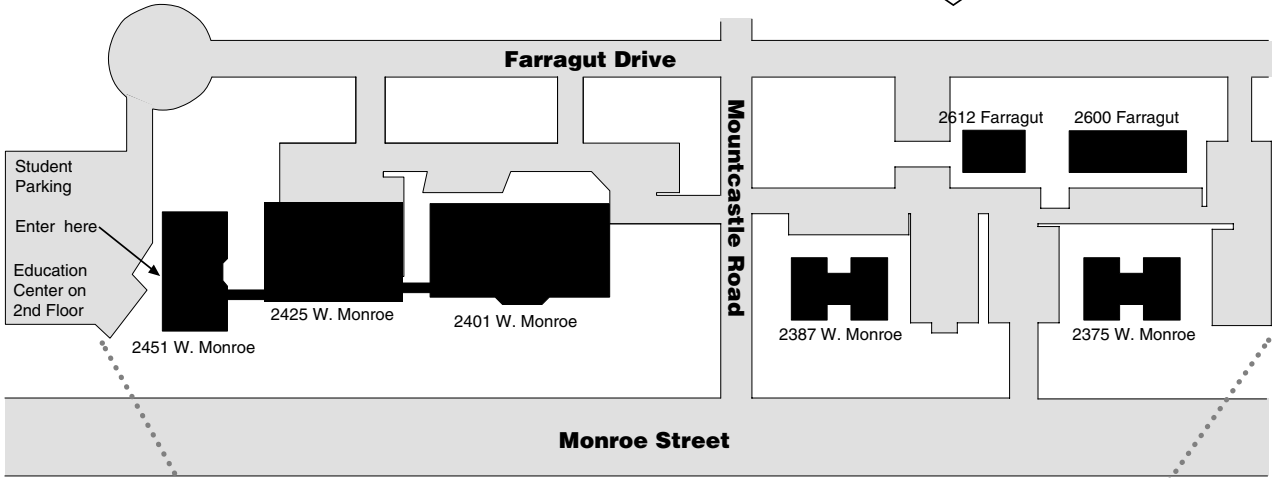 Farragut Drive
Mountcastle Road
2612 Farragut
2600 Farragut
Student
Parking
Enter here
Education
Center on
2nd Floor
2425 W. Monroe
2401 W. Monroe
2387 W. Monroe
2375 W. Monroe
2451 W. Monroe
Monroe Street